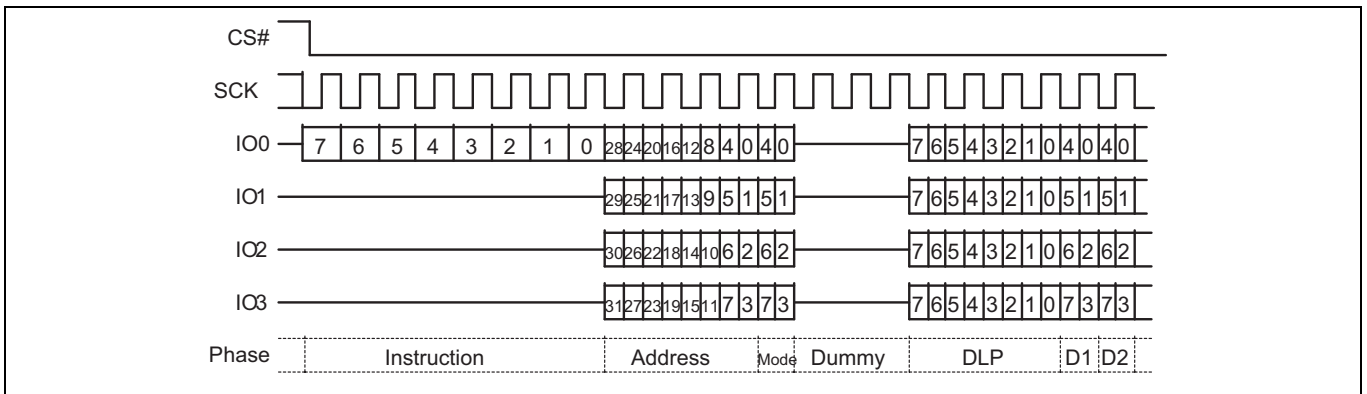 CS#
SCK
IO0 7 6 5 4 3 2 1 0 28 24 20 16 12 8 4 0 4 0 7 6 5 4 3 2 1 0 4 0 4 0
IO1 29 25 21 17 13 9 5 1 5 1 7 6 5 4 3 2 1 0 5 1 5 1
IO2 30 26 22 18 14 10 6 2 6 2 7 6 5 4 3 2 1 0 6 2 6 2
IO3 31 27 23 19 15 11 7 3 7 3 7 6 5 4 3 2 1 0 7 3 7 3
Phase Instruction Address Mode Dummy DLP D1 D2